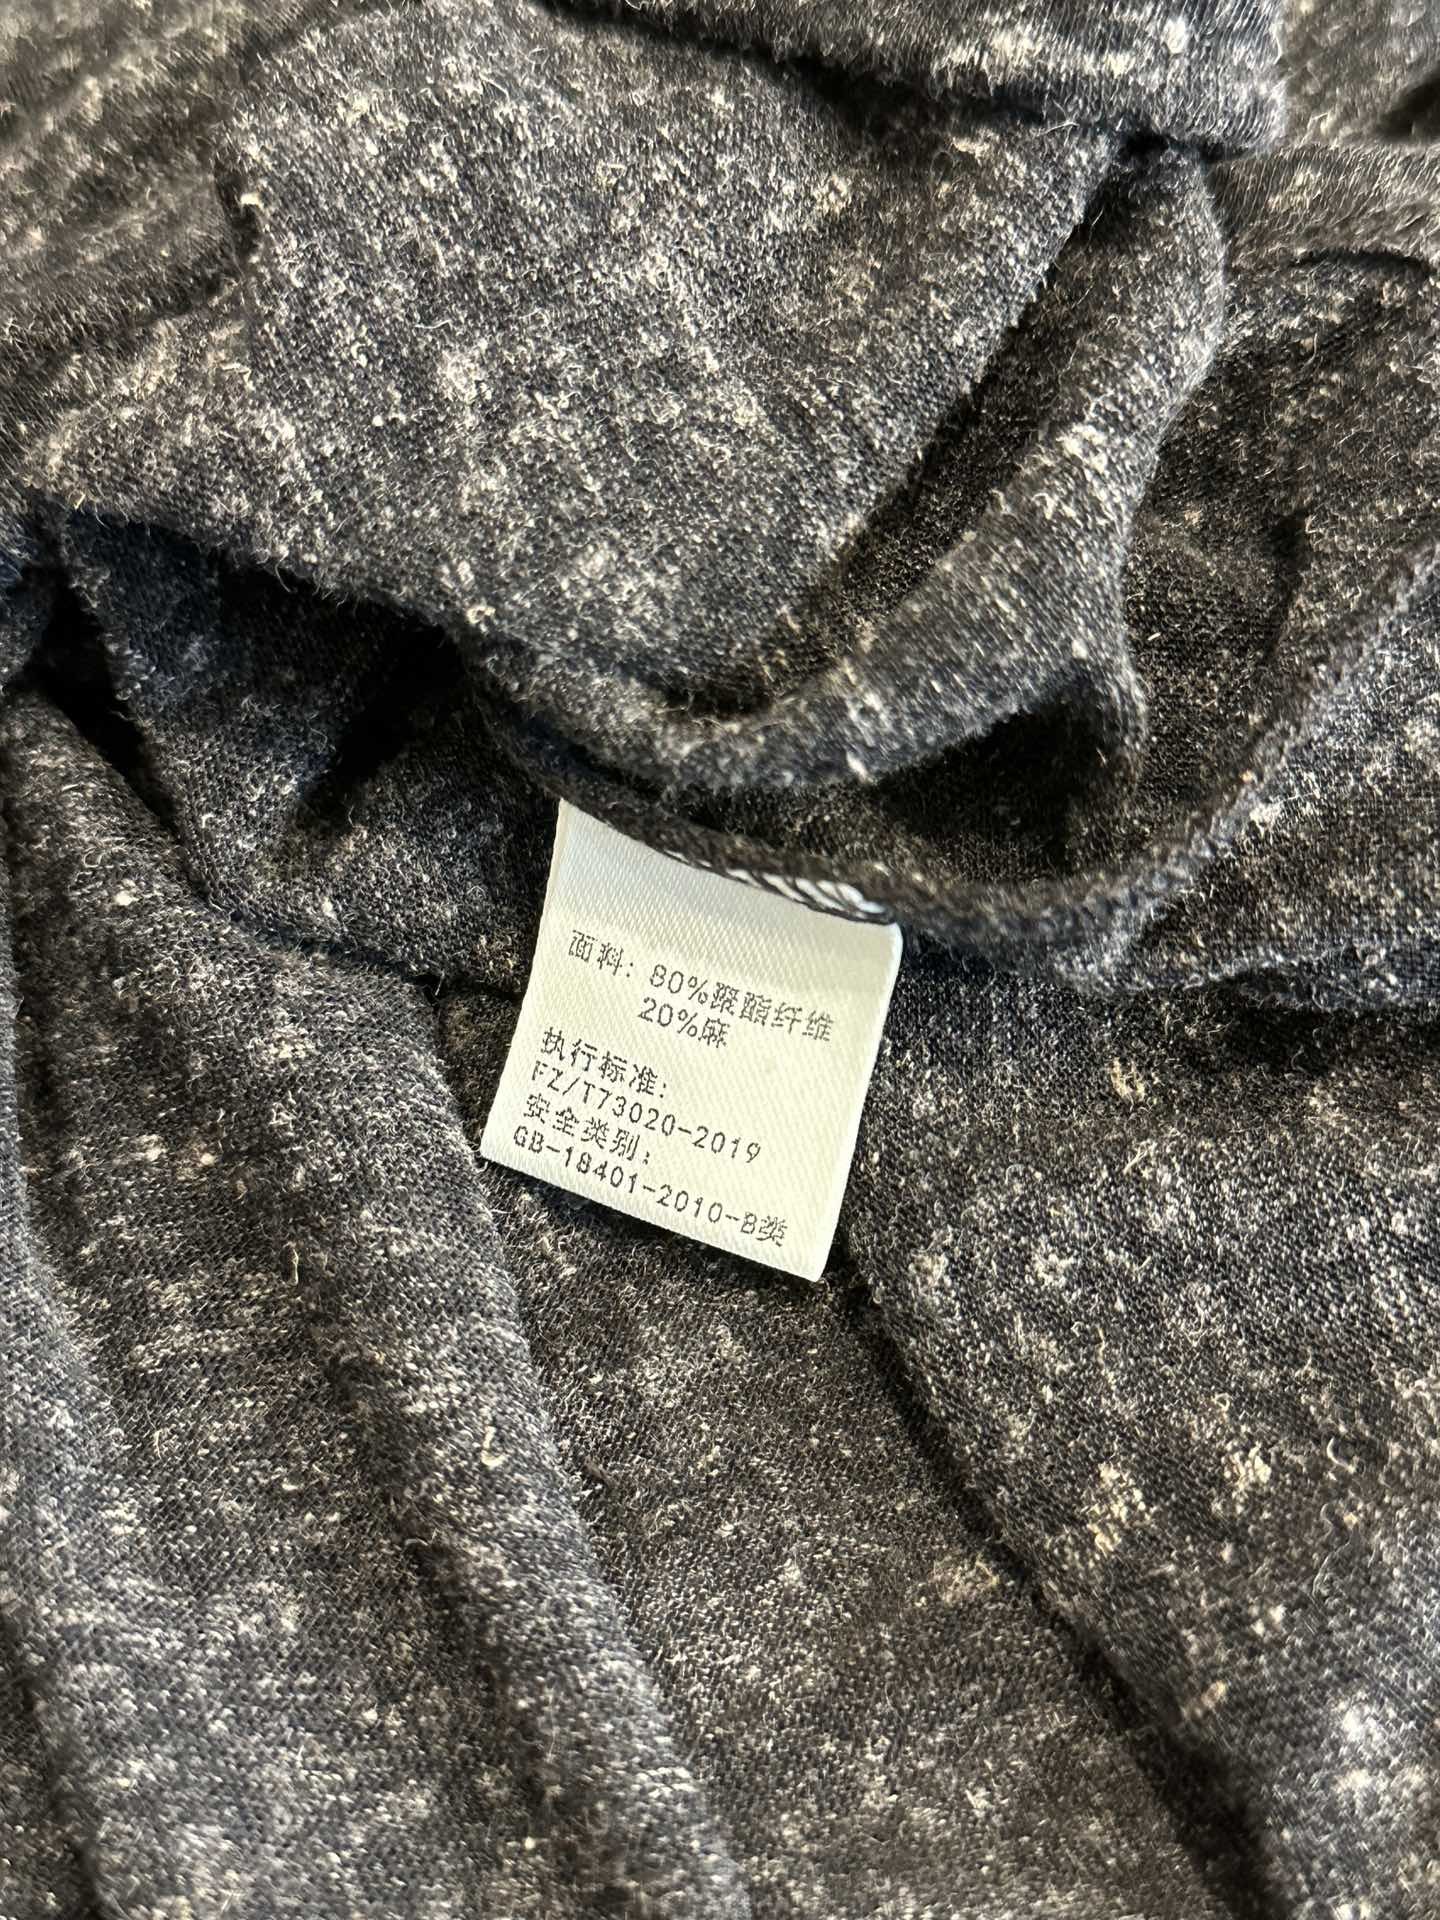 面料: 80%聚酯纤维
20%麻
执行标准:
FZ/T73020-2019
安全类别:
GB-18401-2010-B类